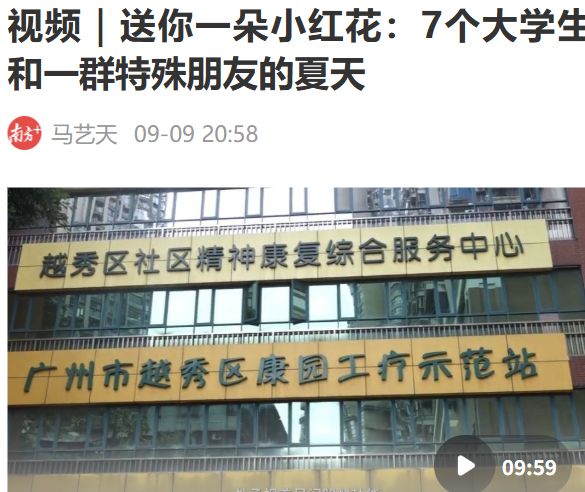 视频｜送你一朵小红花：7个大学生
和一群特殊朋友的夏天
南方+ 马艺天 09-09 20:58
越秀区社区精神康复综合服务中心
广州市越秀区康园工疗示范站
09:59